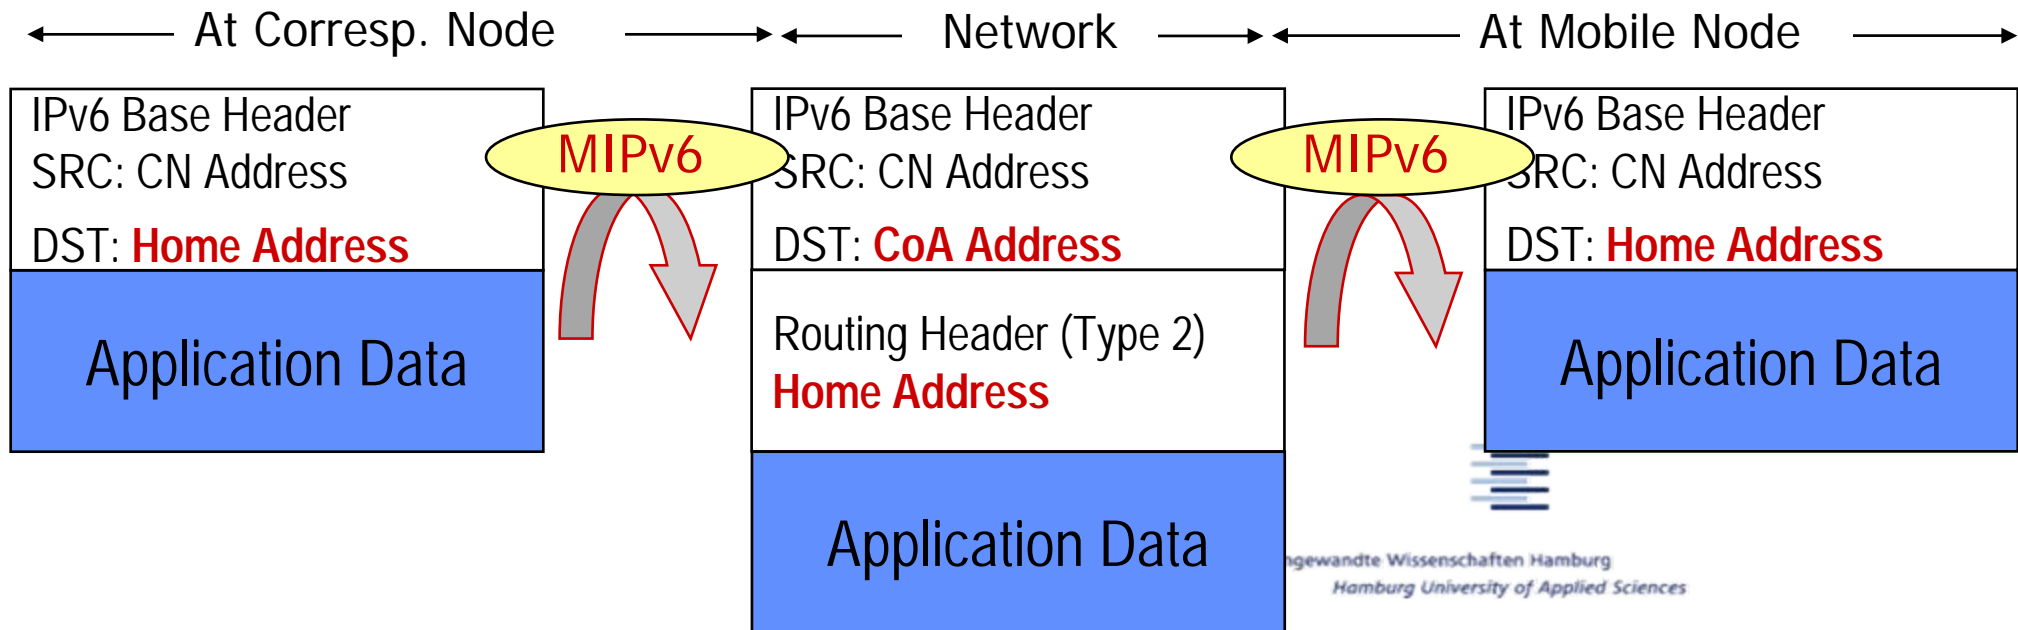 At Corresp. Node
Network
At Mobile Node
IPv6 Base Header
SRC: CN Address
DST: Home Address
Application Data
MIPv6
IPv6 Base Header
SRC: CN Address
DST: CoA Address
Routing Header (Type 2)
Home Address
Application Data
MIPv6
IPv6 Base Header
SRC: CN Address
DST: Home Address
Application Data
Wissenschaften Hamburg
Hamburg University of Applied Sciences